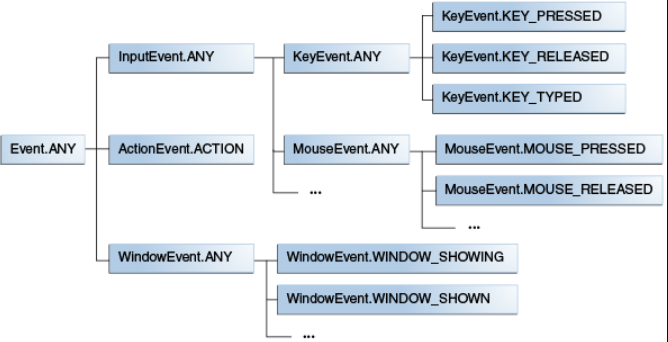 KeyEvent.KEY_PRESSED
InputEvent.ANY
KeyEvent.ANY
KeyEvent.KEY_RELEASED
KeyEvent.KEY_TYPED
Event.ANY
ActionEvent.ACTION
MouseEvent.ANY
MouseEvent.MOUSE_PRESSED
...
MouseEvent.MOUSE_RELEASED
...
WindowEvent.ANY
WindowEvent.WINDOW_SHOWING
WindowEvent.WINDOW_SHOWN
...